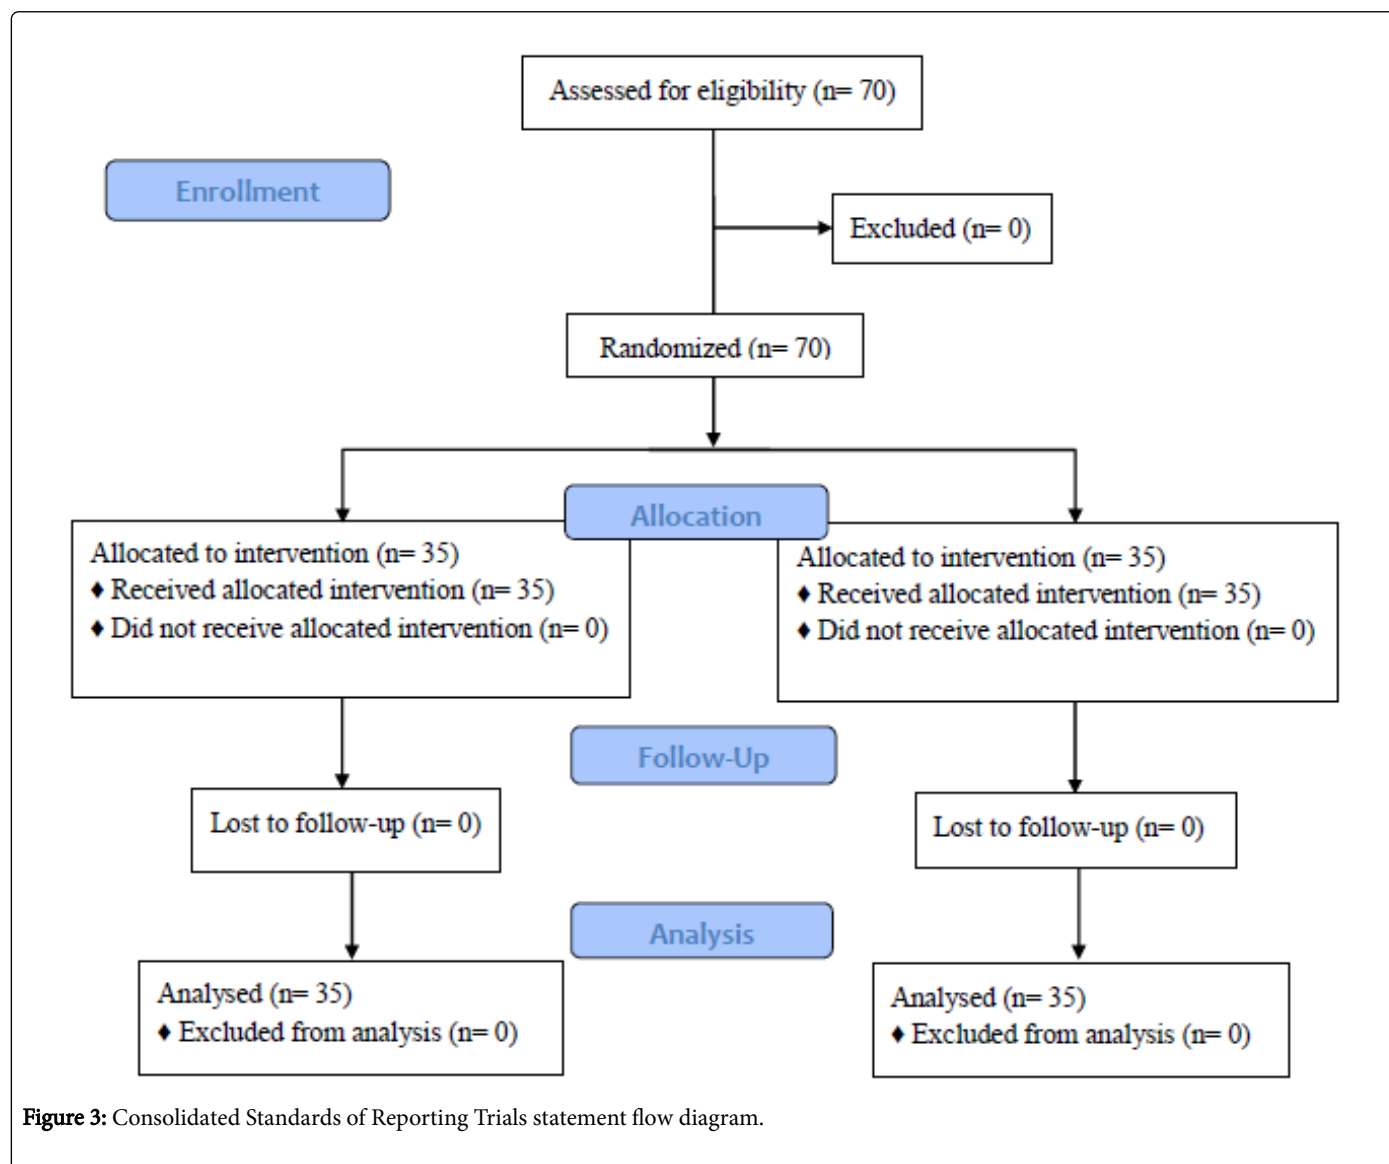 Assessed for eligibility (n= 70)
Enrollment
Excluded (n= 0)
Randomized (n= 70)
Allocation
Allocated to intervention (n= 35)
♦ Received allocated intervention (n= 35)
♦ Did not receive allocated intervention (n= 0)
Allocated to intervention (n= 35)
♦ Received allocated intervention (n= 35)
♦ Did not receive allocated intervention (n= 0)
Follow-Up
Lost to follow-up (n= 0)
Lost to follow-up (n= 0)
Analysis
Analysed (n= 35)
♦ Excluded from analysis (n= 0)
Analysed (n= 35)
♦ Excluded from analysis (n= 0)
Figure 3: Consolidated Standards of Reporting Trials statement flow diagram.